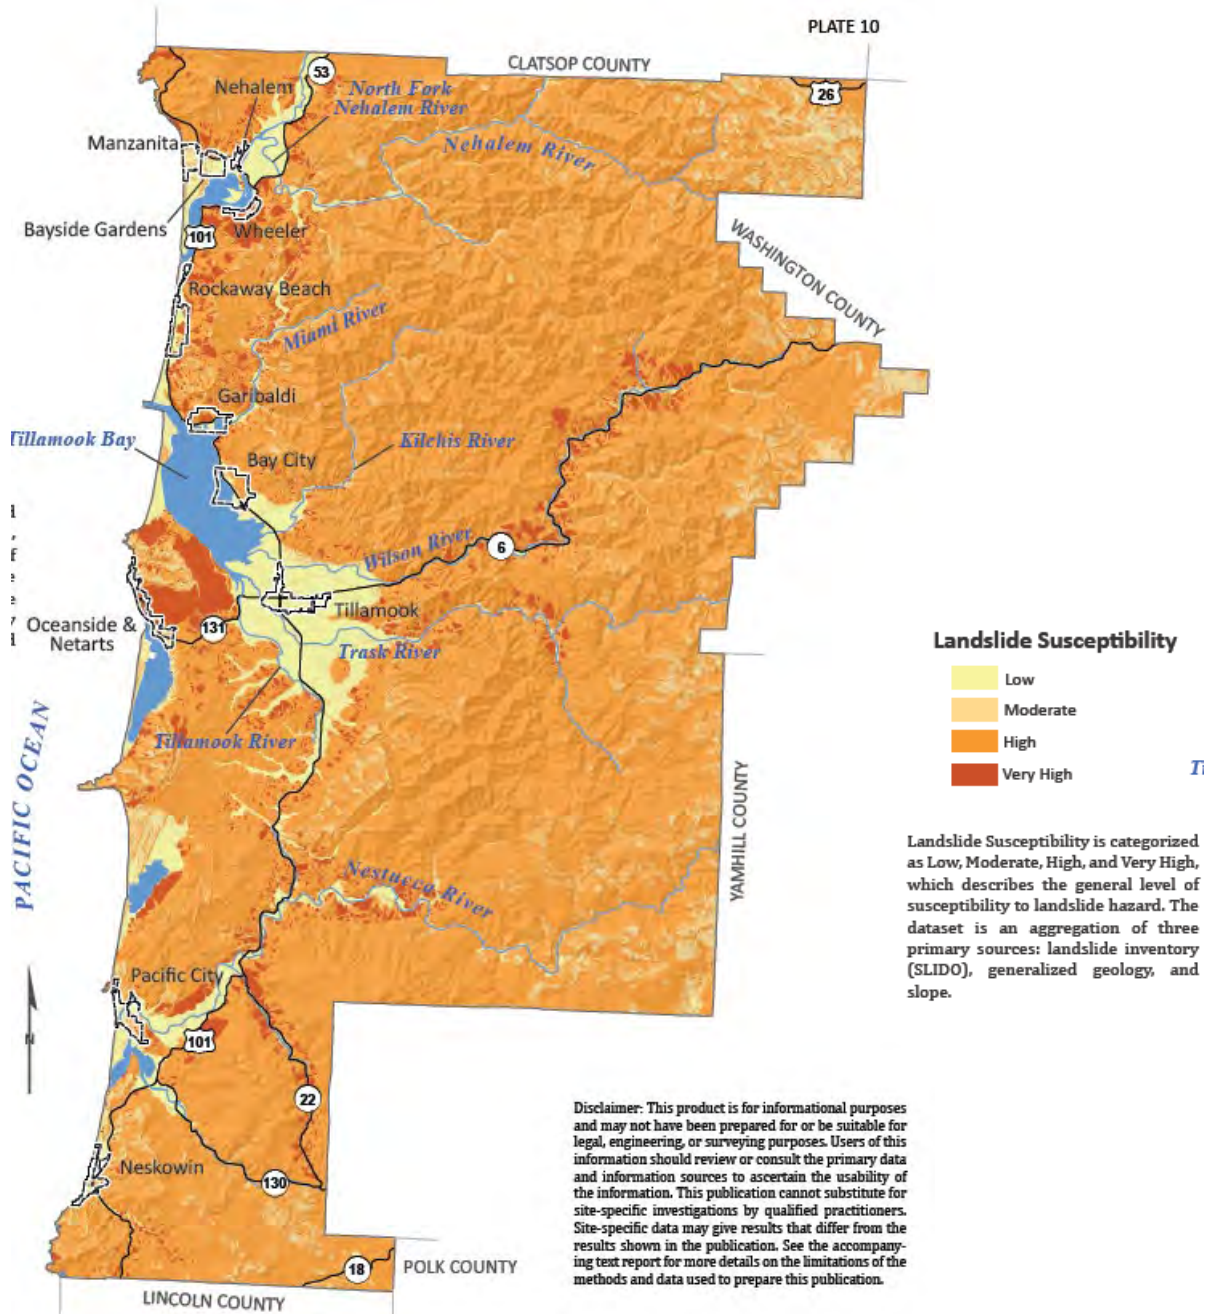 PLATE 10
CLATSOP COUNTY
53
26
Nehalem
North Fork
Nehalem River
Manzanita
Nehalem River
Bayside Gardens
101
Wheeler
WASHINGTON COUNTY
Rockaway Beach
Miami River
Garibaldi
Tillamook Bay
Kilchis River
Bay City
Wilson River
6
Tillamook
Oceanside &
Netarts
131
Trask River
Tillamook River
PACIFIC OCEAN
YAMHILL COUNTY
Nestucca River
Pacific City
N
101
22
Neskowin
130
18
POLK COUNTY
LINCOLN COUNTY
Landslide Susceptibility
Low
Moderate
High
Very High
Landslide Susceptibility is categorized
as Low, Moderate, High, and Very High,
which describes the general level of
susceptibility to landslide hazard. The
dataset is an aggregation of three
primary sources: landslide inventory
(SLIDO), generalized geology, and
slope.
Disclaimer: This product is for informational purposes
and may not have been prepared for or be suitable for
legal, engineering, or surveying purposes. Users of this
information should review or consult the primary data
and information sources to ascertain the usability of
the information. This publication cannot substitute for
site-specific investigations by qualified practitioners.
Site-specific data may give results that differ from the
results shown in the publication. See the accompany-
ing text report for more details on the limitations of the
methods and data used to prepare this publication.